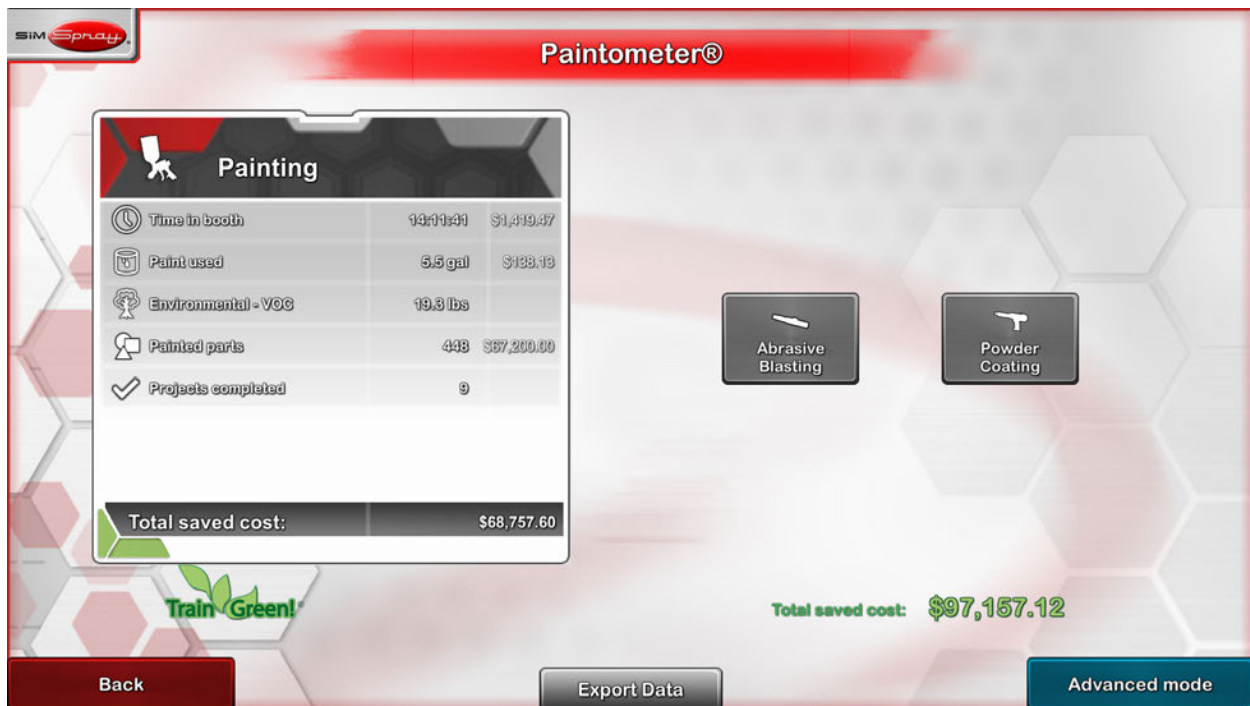 SiM Spray
Paintometer®
Painting
Time in booth 14:11:41 $1,419.47
Paint used 5.5 gal $138.13
Environmental - VOC 19.3 lbs
Painted parts 448 $67,200.00
Projects completed 9
Total saved cost: $68,757.60
Abrasive
Blasting
Powder
Coating
Train Green!
Total saved cost: $97,157.12
Back
Export Data
Advanced mode